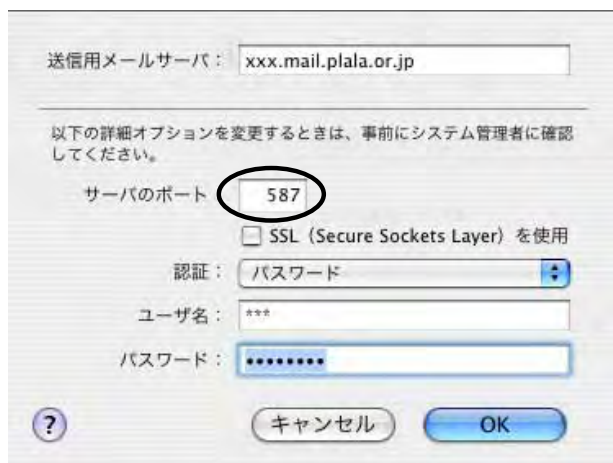 送信用メールサーバ： xxx.mail.plala.or.jp
以下の詳細オプションを変更するときは、事前にシステム管理者に確認
してください。
サーバのポート 587
SSL（Secure Sockets Layer）を使用
認証： パスワード
ユーザ名： ***
パスワード： ••••••••
? キャンセル OK